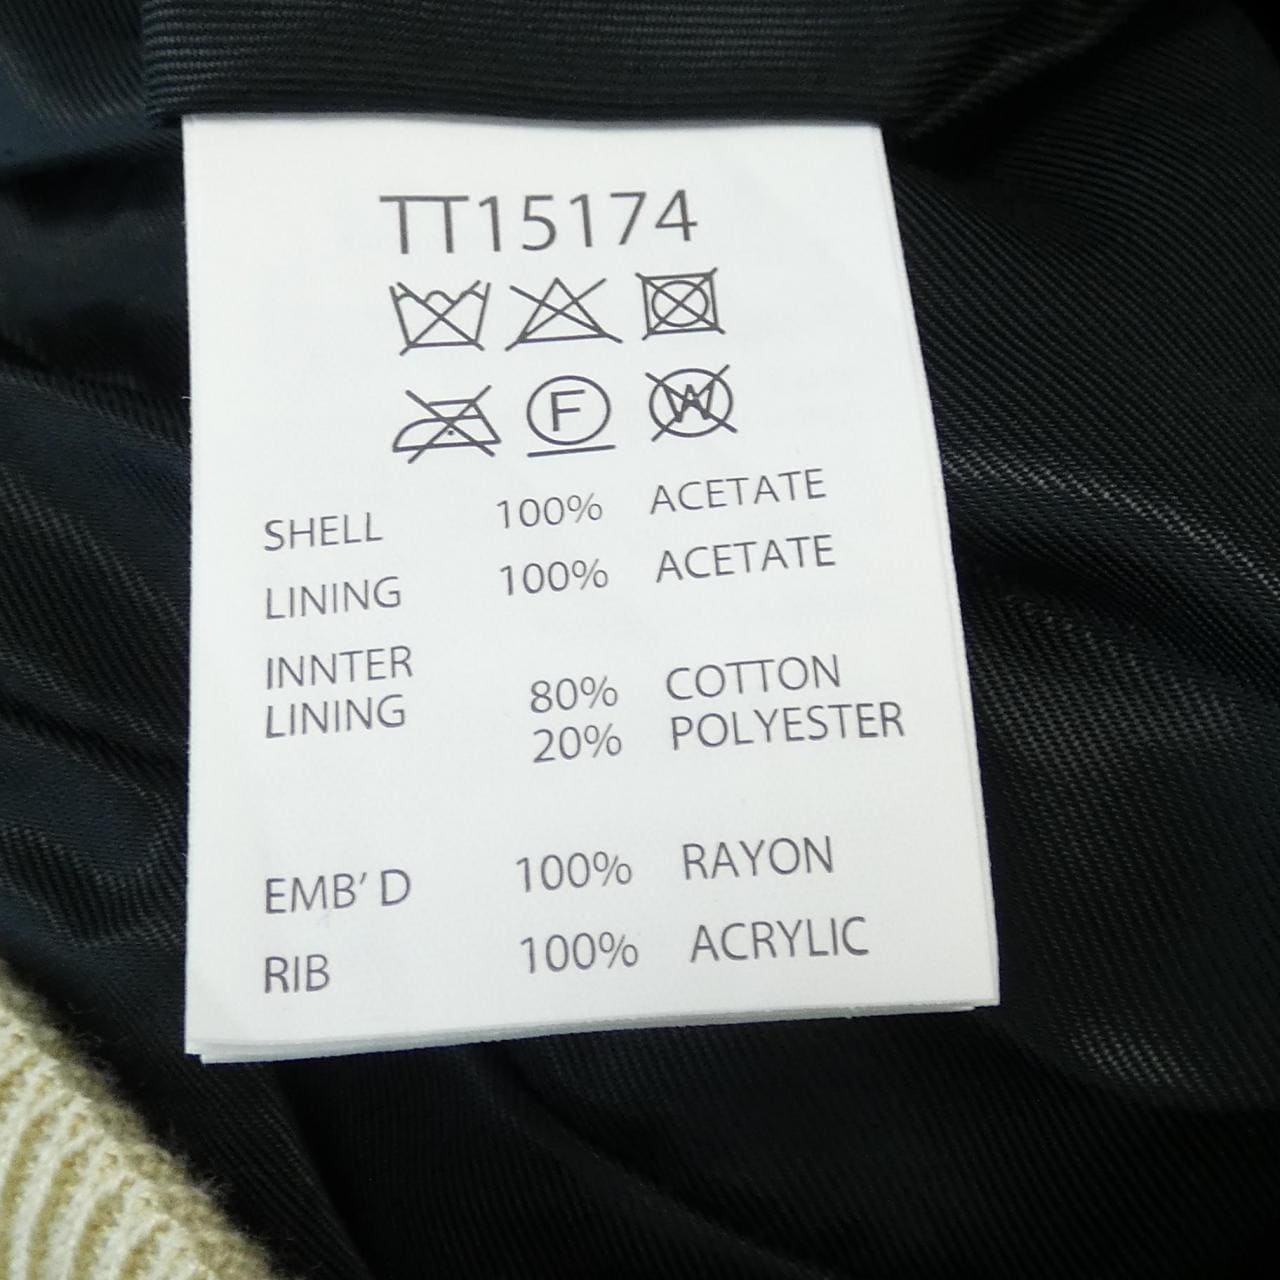 TT15174
F W
SHELL 100% ACETATE
LINING 100% ACETATE
INNTER
LINING 80% COTTON
20% POLYESTER
EMB' D 100% RAYON
RIB 100% ACRYLIC